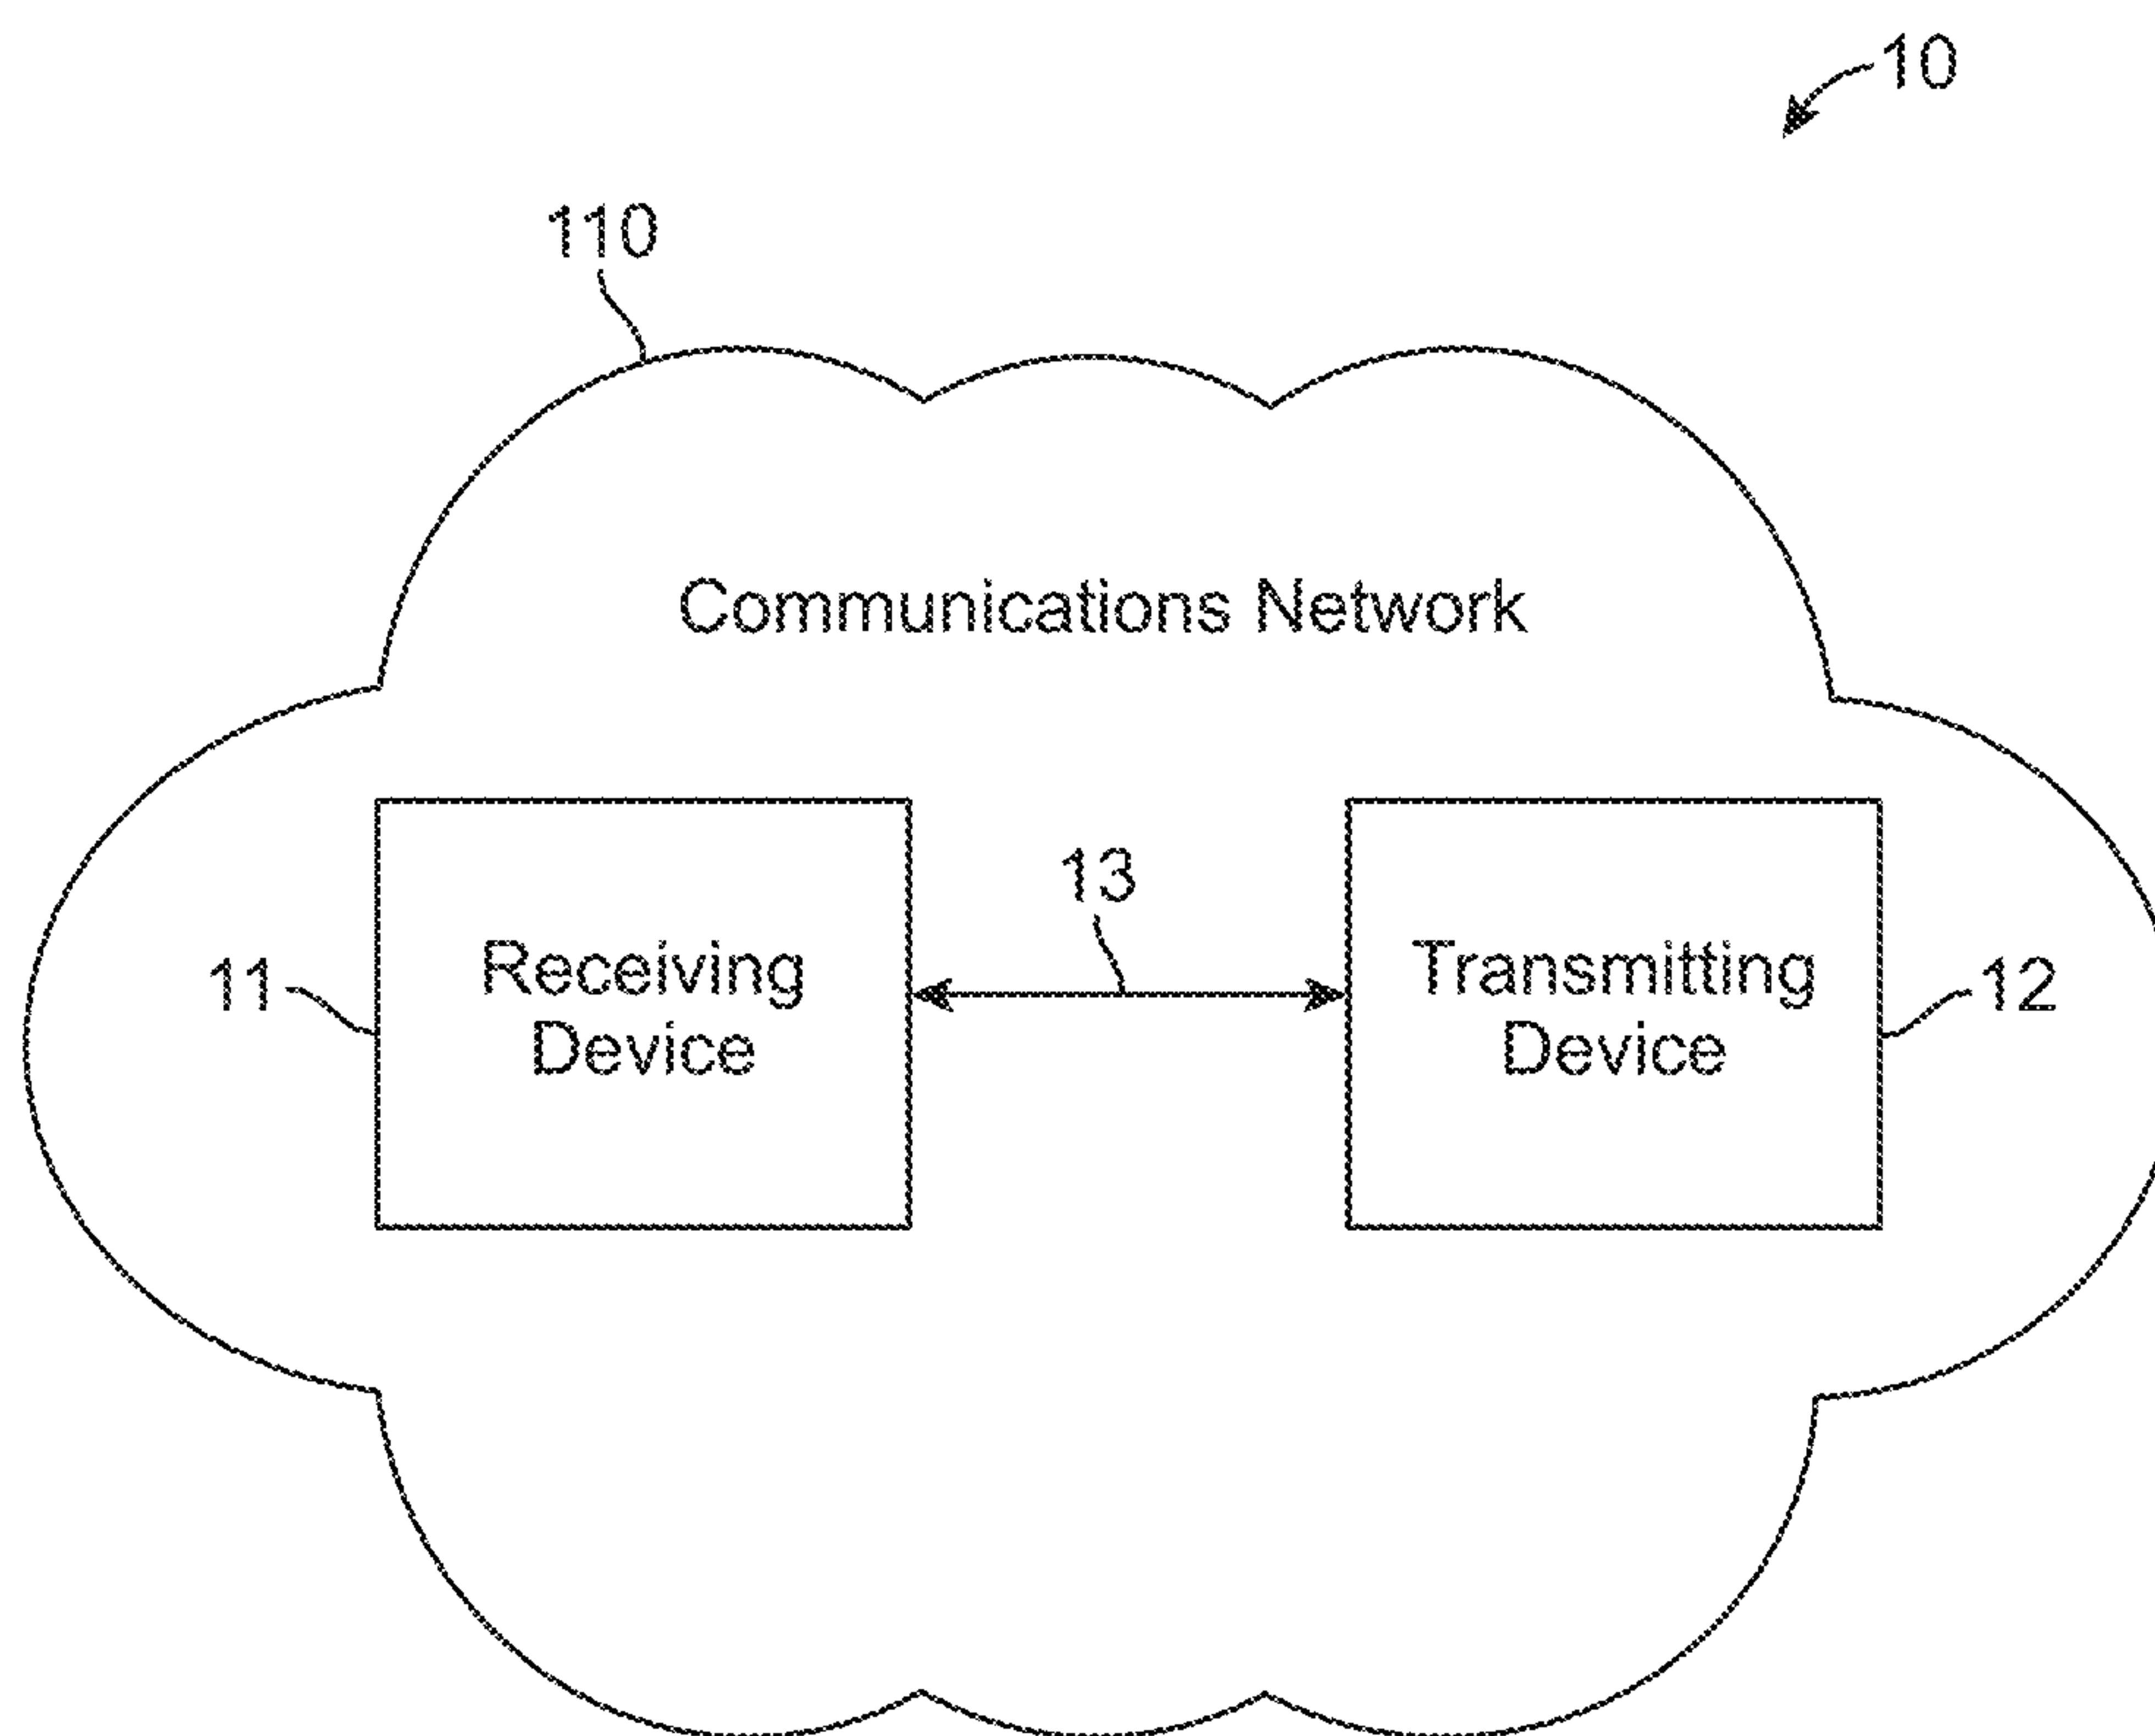 10
110
Communications Network
13
Receiving
Device
Transmitting
Device
11
12